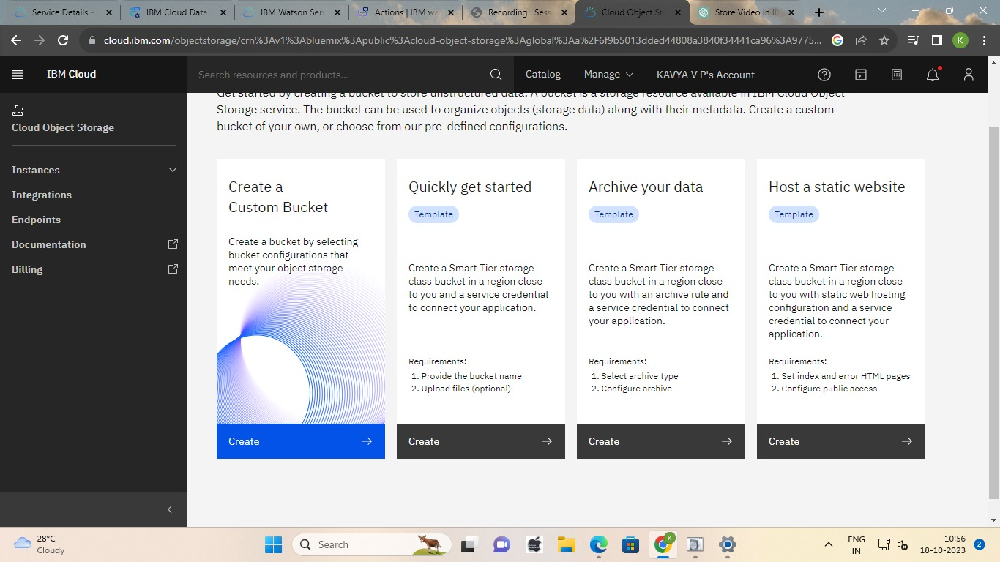 Service Details -
IBM Cloud Data
IBM Watson Serv
Actions | IBM wa
Recording | Sess
Cloud Object Sto
Store Video in IB
cloud.ibm.com/objectstorage/crn%3Av1%3Abluemix%3Apublic%3Acloud-object-storage%3Aglobal%3Aa%2F6f9b5013dded44808a3840f34441ca96%3A9775...
K
IBM Cloud
Search resources and products...
Catalog
Manage
KAVYA V P's Account
Cloud Object Storage
Instances
Integrations
Endpoints
Documentation
Billing
Get started by creating a bucket to store unstructured data. A bucket is a storage resource available in IBM Cloud Object
Storage service. The bucket can be used to organize objects (storage data) along with their metadata. Create a custom
bucket of your own, or choose from our pre-defined configurations.
Create a
Custom Bucket
Create a bucket by selecting
bucket configurations that
meet your object storage
needs.
Create
Quickly get started
Template
Create a Smart Tier storage
class bucket in a region close
to you and a service credential
to connect your application.
Requirements:
1. Provide the bucket name
2. Upload files (optional)
Create
Archive your data
Template
Create a Smart Tier storage
class bucket in a region close
to you with an archive rule and
a service credential to connect
your application.
Requirements:
1. Select archive type
2. Configure archive
Create
Host a static website
Template
Create a Smart Tier storage
class bucket in a region close
to you with static web hosting
configuration and a service
credential to connect your
application.
Requirements:
1. Set index and error HTML pages
2. Configure public access
Create
28°C
Cloudy
Search
K
ENG
IN
10:56
18-10-2023
2